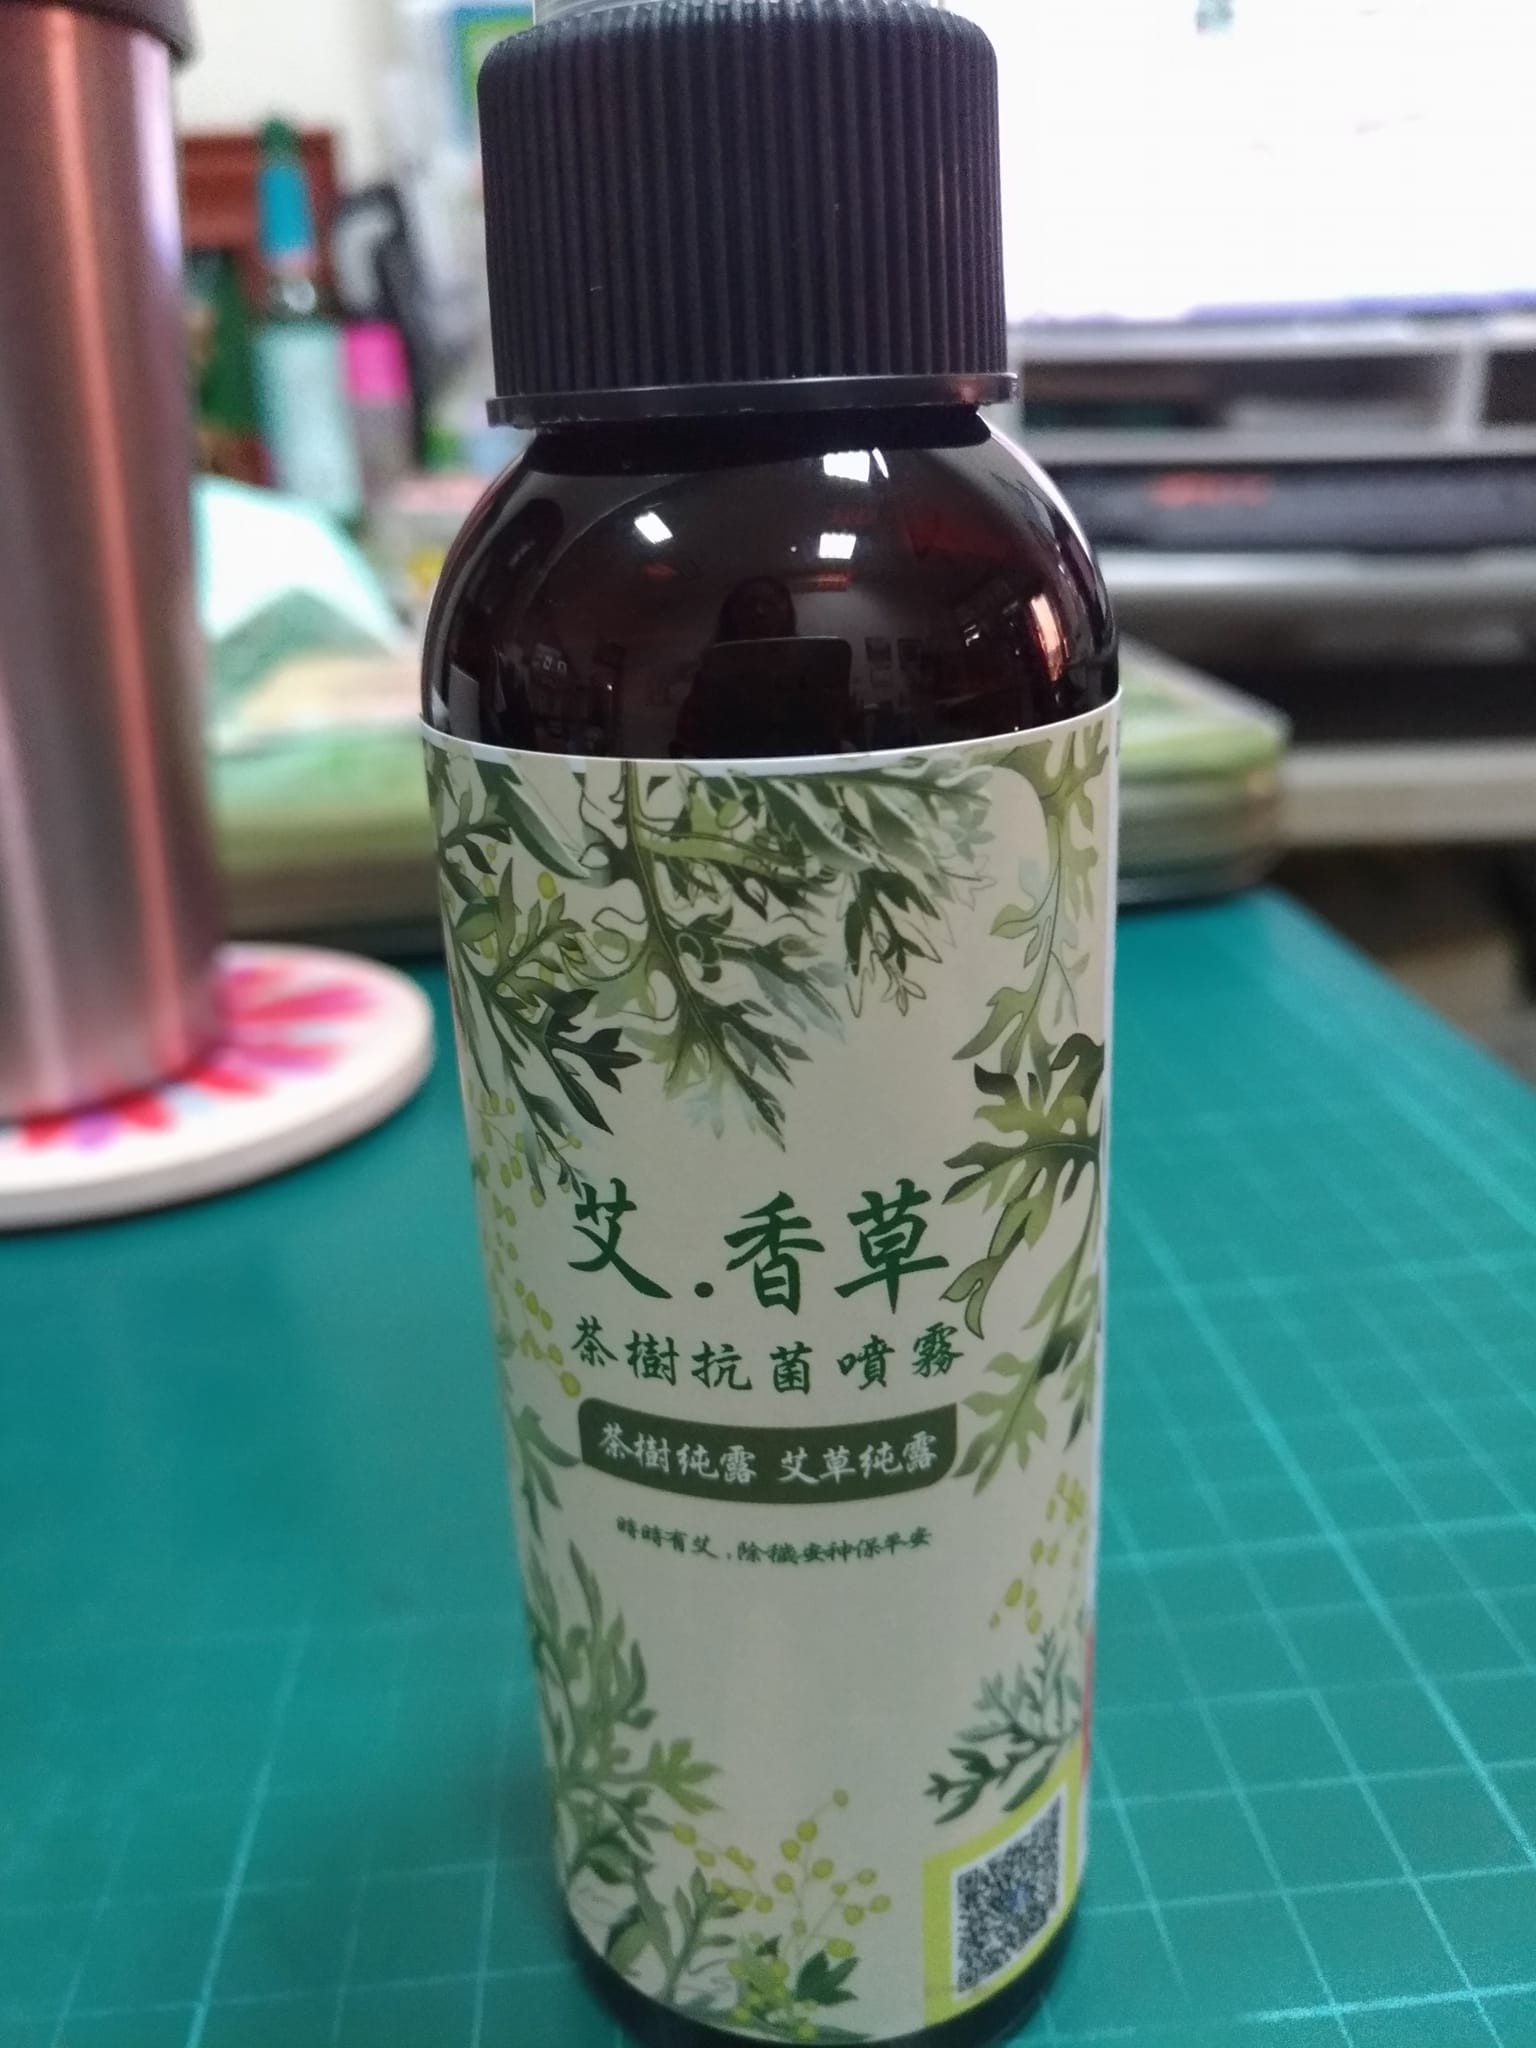 艾.香草
茶樹抗菌噴霧
茶樹純露 艾草純露
時時有艾,除穢安神保平安